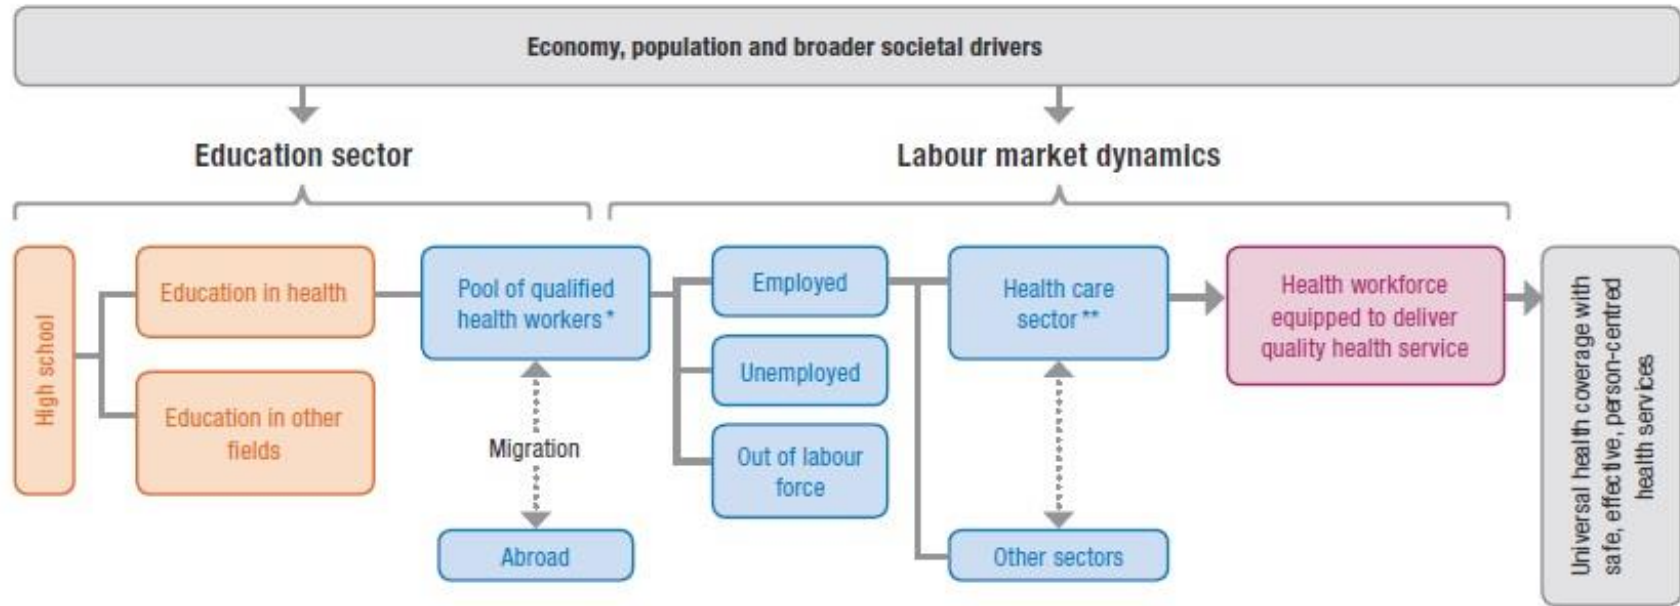 Economy, population and broader societal drivers
Education sector
Labour market dynamics
High school
Education in health
Education in other
fields
Pool of qualified
health workers*
Migration
Abroad
Employed
Unemployed
Out of labour
force
Health care
sector**
Other sectors
Health workforce
equipped to deliver
quality health service
Universal health coverage with
safe, effective, person-centred
health services